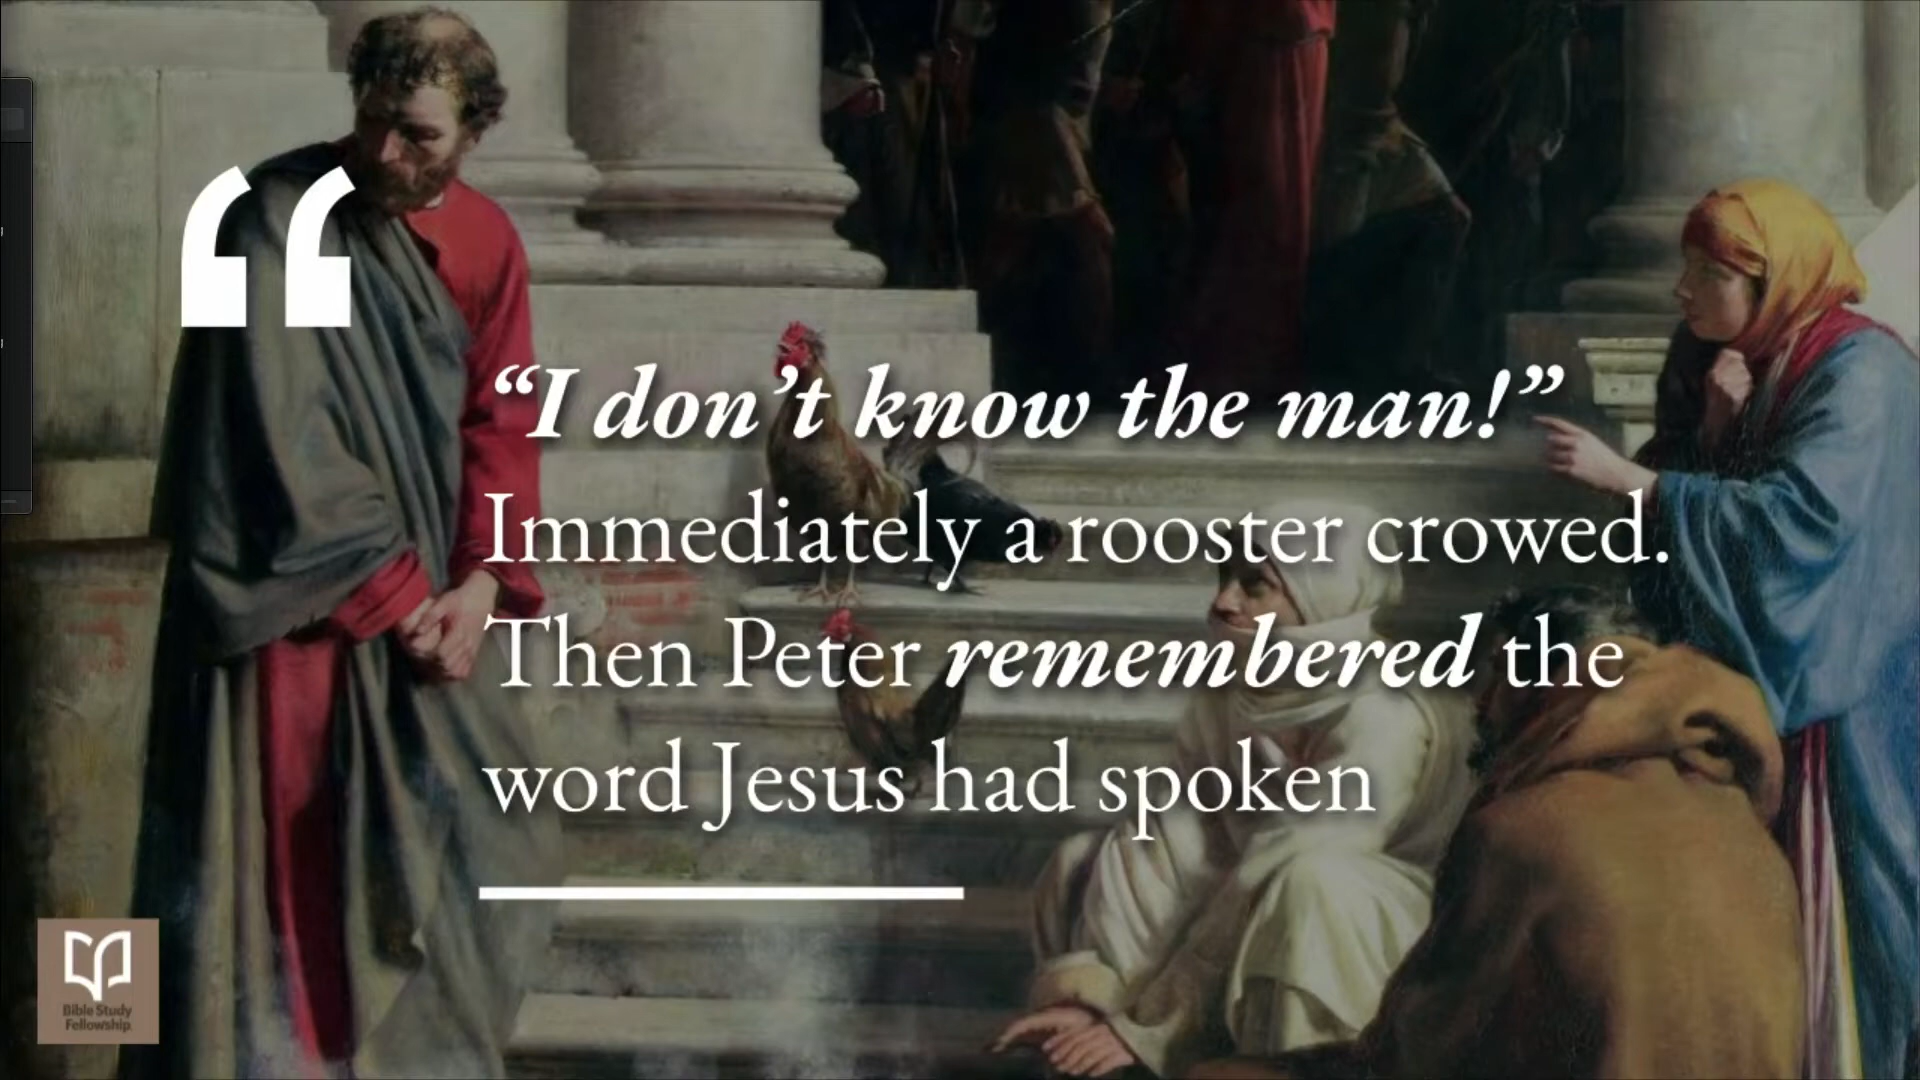 “I don’t know the man!”
Immediately a rooster crowed.
Then Peter remembered the
word Jesus had spoken
Bible Study
Fellowship